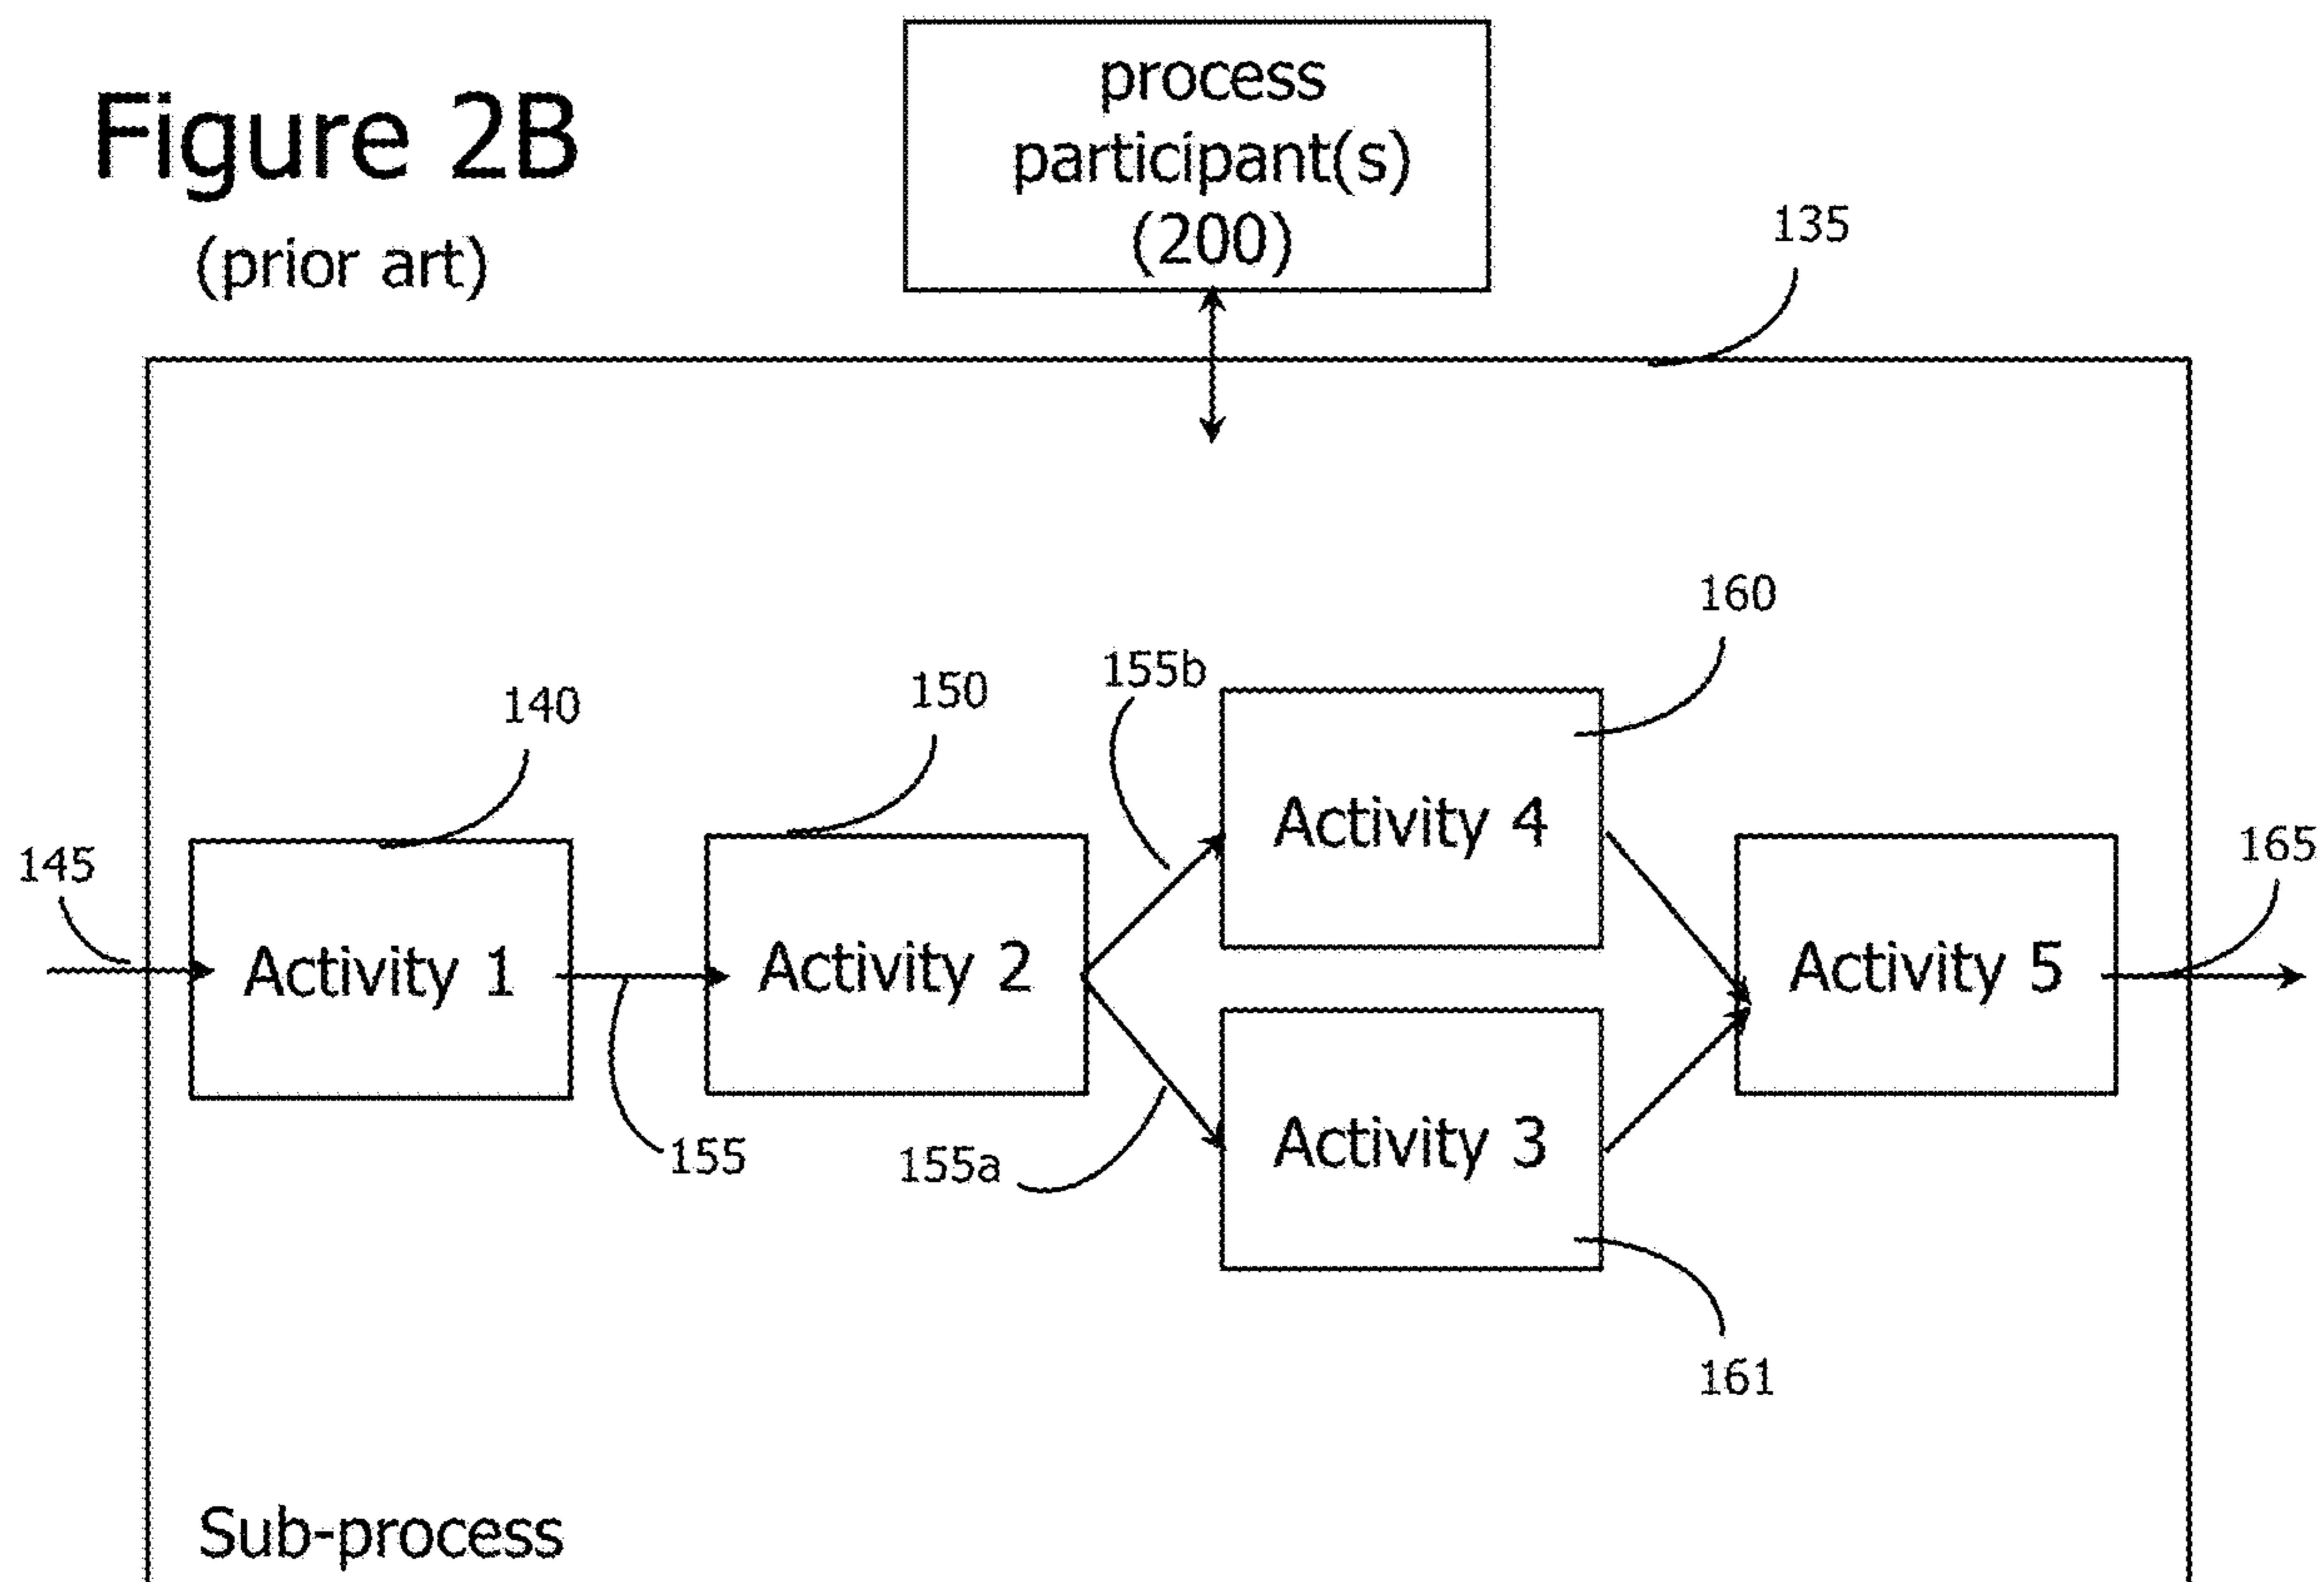 Figure 2B
(prior art)
process
participant(s)
(200)
135
160
155b
150
140
Activity 4
145
165
Activity 1
Activity 2
Activity 5
155
155a
Activity 3
161
Sub-process